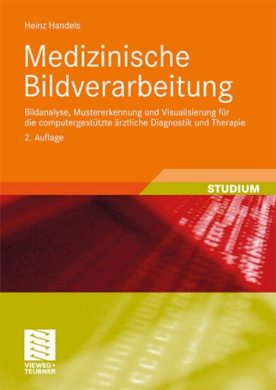 Heinz Handels
Medizinische
Bildverarbeitung
Bildanalyse, Mustererkennung und Visualisierung für
die computergestützte ärztliche Diagnostik und Therapie
2. Auflage
STUDIUM
VIEWEG+
TEUBNER